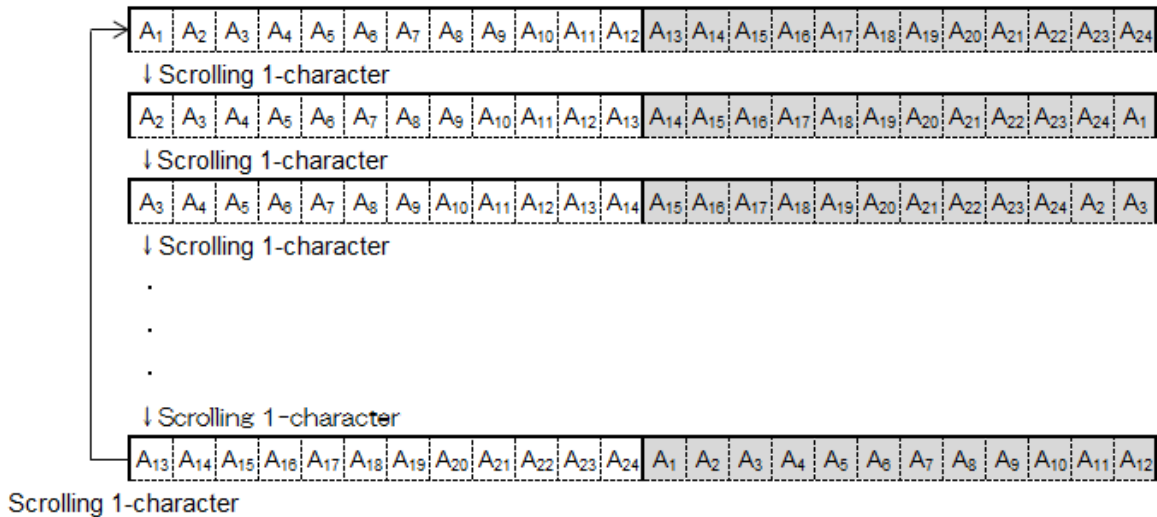 A₁ A₂ A₃ A₄ A₅ A₆ A₇ A₈ A₉ A₁₀ A₁₁ A₁₂ A₁₃ A₁₄ A₁₅ A₁₆ A₁₇ A₁₈ A₁₉ A₂₀ A₂₁ A₂₂ A₂₃ A₂₄
↓ Scrolling 1-character
A₂ A₃ A₄ A₅ A₆ A₇ A₈ A₉ A₁₀ A₁₁ A₁₂ A₁₃ A₁₄ A₁₅ A₁₆ A₁₇ A₁₈ A₁₉ A₂₀ A₂₁ A₂₂ A₂₃ A₂₄ A₁
↓ Scrolling 1-character
A₃ A₄ A₅ A₆ A₇ A₈ A₉ A₁₀ A₁₁ A₁₂ A₁₃ A₁₄ A₁₅ A₁₆ A₁₇ A₁₈ A₁₉ A₂₀ A₂₁ A₂₂ A₂₃ A₂₄ A₂ A₃
↓ Scrolling 1-character
.
.
.
↓ Scrolling 1-character
A₁₃ A₁₄ A₁₅ A₁₆ A₁₇ A₁₈ A₁₉ A₂₀ A₂₁ A₂₂ A₂₃ A₂₄ A₁ A₂ A₃ A₄ A₅ A₆ A₇ A₈ A₉ A₁₀ A₁₁ A₁₂
Scrolling 1-character